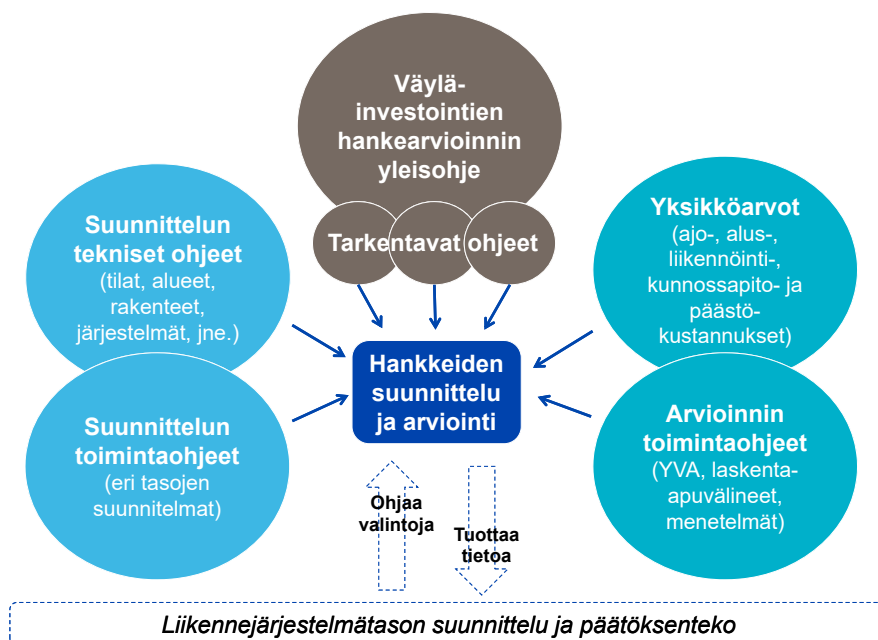 Väylä-
investointien
hankearvioinnin
yleisohje
Tarkentavat ohjeet
Suunnittelun
tekniset ohjeet
(tilat, alueet,
rakenteet,
järjestelmät, jne.)
Yksikköarvot
(ajo-, alus-,
liikennöinti-,
kunnossapito- ja
päästö-
kustannukset)
Hankkeiden
suunnittelu
ja arviointi
Suunnittelun
toimintaohjeet
(eri tasojen
suunnitelmat)
Arvioinnin
toimintaohjeet
(YVA, laskenta-
apuvälineet,
menetelmät)
Ohjaa
valintoja
Tuottaa
tietoa
Liikennejärjestelmätason suunnittelu ja päätöksenteko